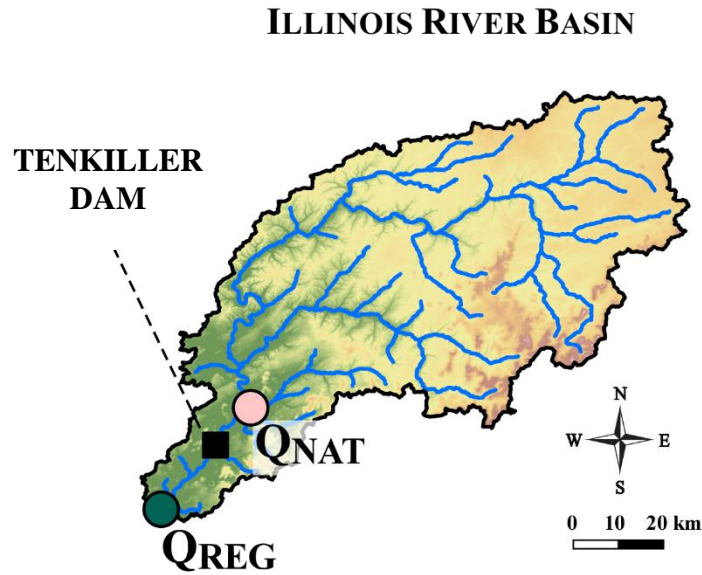 ILLINOIS RIVER BASIN
TENKILLER
DAM
QNAT
N
W E
S
0 10 20 km
QREG